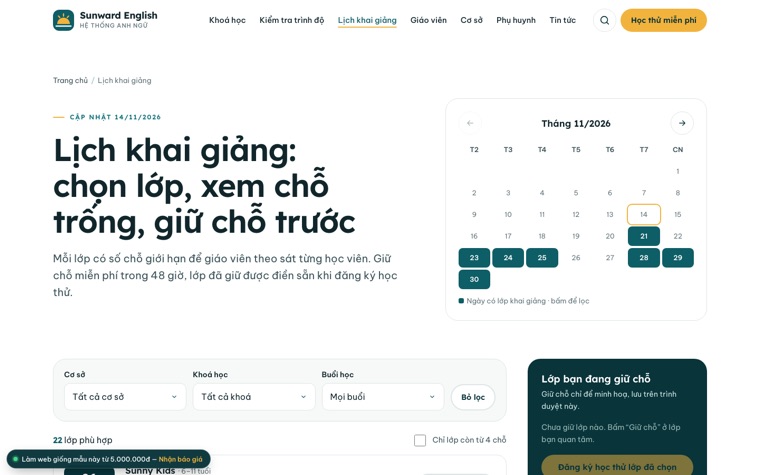 Sunward English
HỆ THỐNG ANH NGỮ
Khoá học
Kiểm tra trình độ
Lịch khai giảng
Giáo viên
Cơ sở
Phụ huynh
Tin tức
Học thử miễn phí
Trang chủ / Lịch khai giảng
CẬP NHẬT 14/11/2026
Lịch khai giảng:
chọn lớp, xem chỗ
trống, giữ chỗ trước
Mỗi lớp có số chỗ giới hạn để giáo viên theo sát từng học viên. Giữ
chỗ miễn phí trong 48 giờ, lớp đã giữ được điền sẵn khi đăng ký học
thử.
Tháng 11/2026
T2 T3 T4 T5 T6 T7 CN
1
2 3 4 5 6 7 8
9 10 11 12 13 14 15
16 17 18 19 20 21 22
23 24 25 26 27 28 29
30
Ngày có lớp khai giảng · bấm để lọc
Cơ sở
Tất cả cơ sở
Khoá học
Tất cả khoá
Buổi học
Mọi buổi
Bỏ lọc
22 lớp phù hợp
Chỉ lớp còn từ 4 chỗ
Sunny Kids · 6–11 tuổi
Lớp bạn đang giữ chỗ
Giữ chỗ chỉ để minh hoạ, lưu trên trình
duyệt này.
Chưa giữ lớp nào. Bấm “Giữ chỗ” ở lớp
bạn quan tâm.
Đăng ký học thử lớp đã chọn
Làm web giống mẫu này từ 5.000.000đ — Nhận báo giá